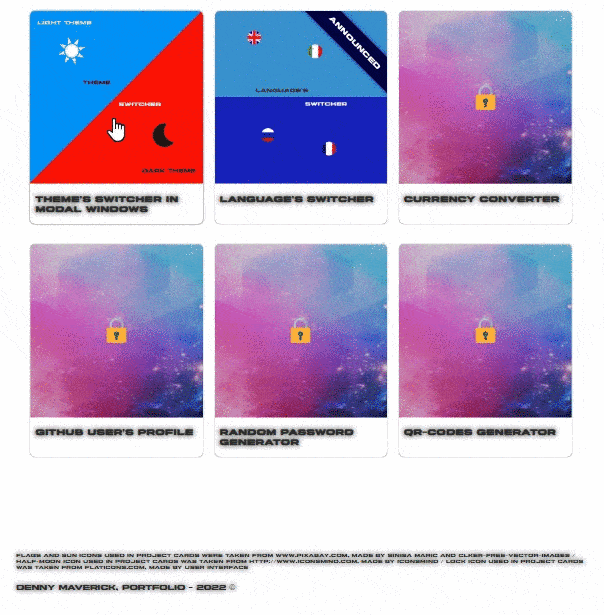 LIGHT THEME
THEME
SWITCHER
DARK THEME
ANNOUNCED
LANGUAGE'S
SWITCHER
THEME'S SWITCHER IN
MODAL WINDOWS
LANGUAGE'S SWITCHER
CURRENCY CONVERTER
GITHUB USER'S PROFILE
RANDOM PASSWORD
GENERATOR
QR-CODES GENERATOR
FLAGS AND SUN ICONS USED IN PROJECT CARDS WERE TAKEN FROM WWW.PIXABAY.COM, MADE BY SINISA MARIC AND CLKER-FREE-VECTOR-IMAGES /
HALF-MOON ICON USED IN PROJECT CARDS WAS TAKEN FROM HTTP://WWW.ICONSMIND.COM, MADE BY ICONSMIND / LOCK ICON USED IN PROJECT CARDS
WAS TAKEN FROM FLATICONS.COM, MADE BY USER INTERFACE
DENNY MAVERICK, PORTFOLIO - 2022 ©